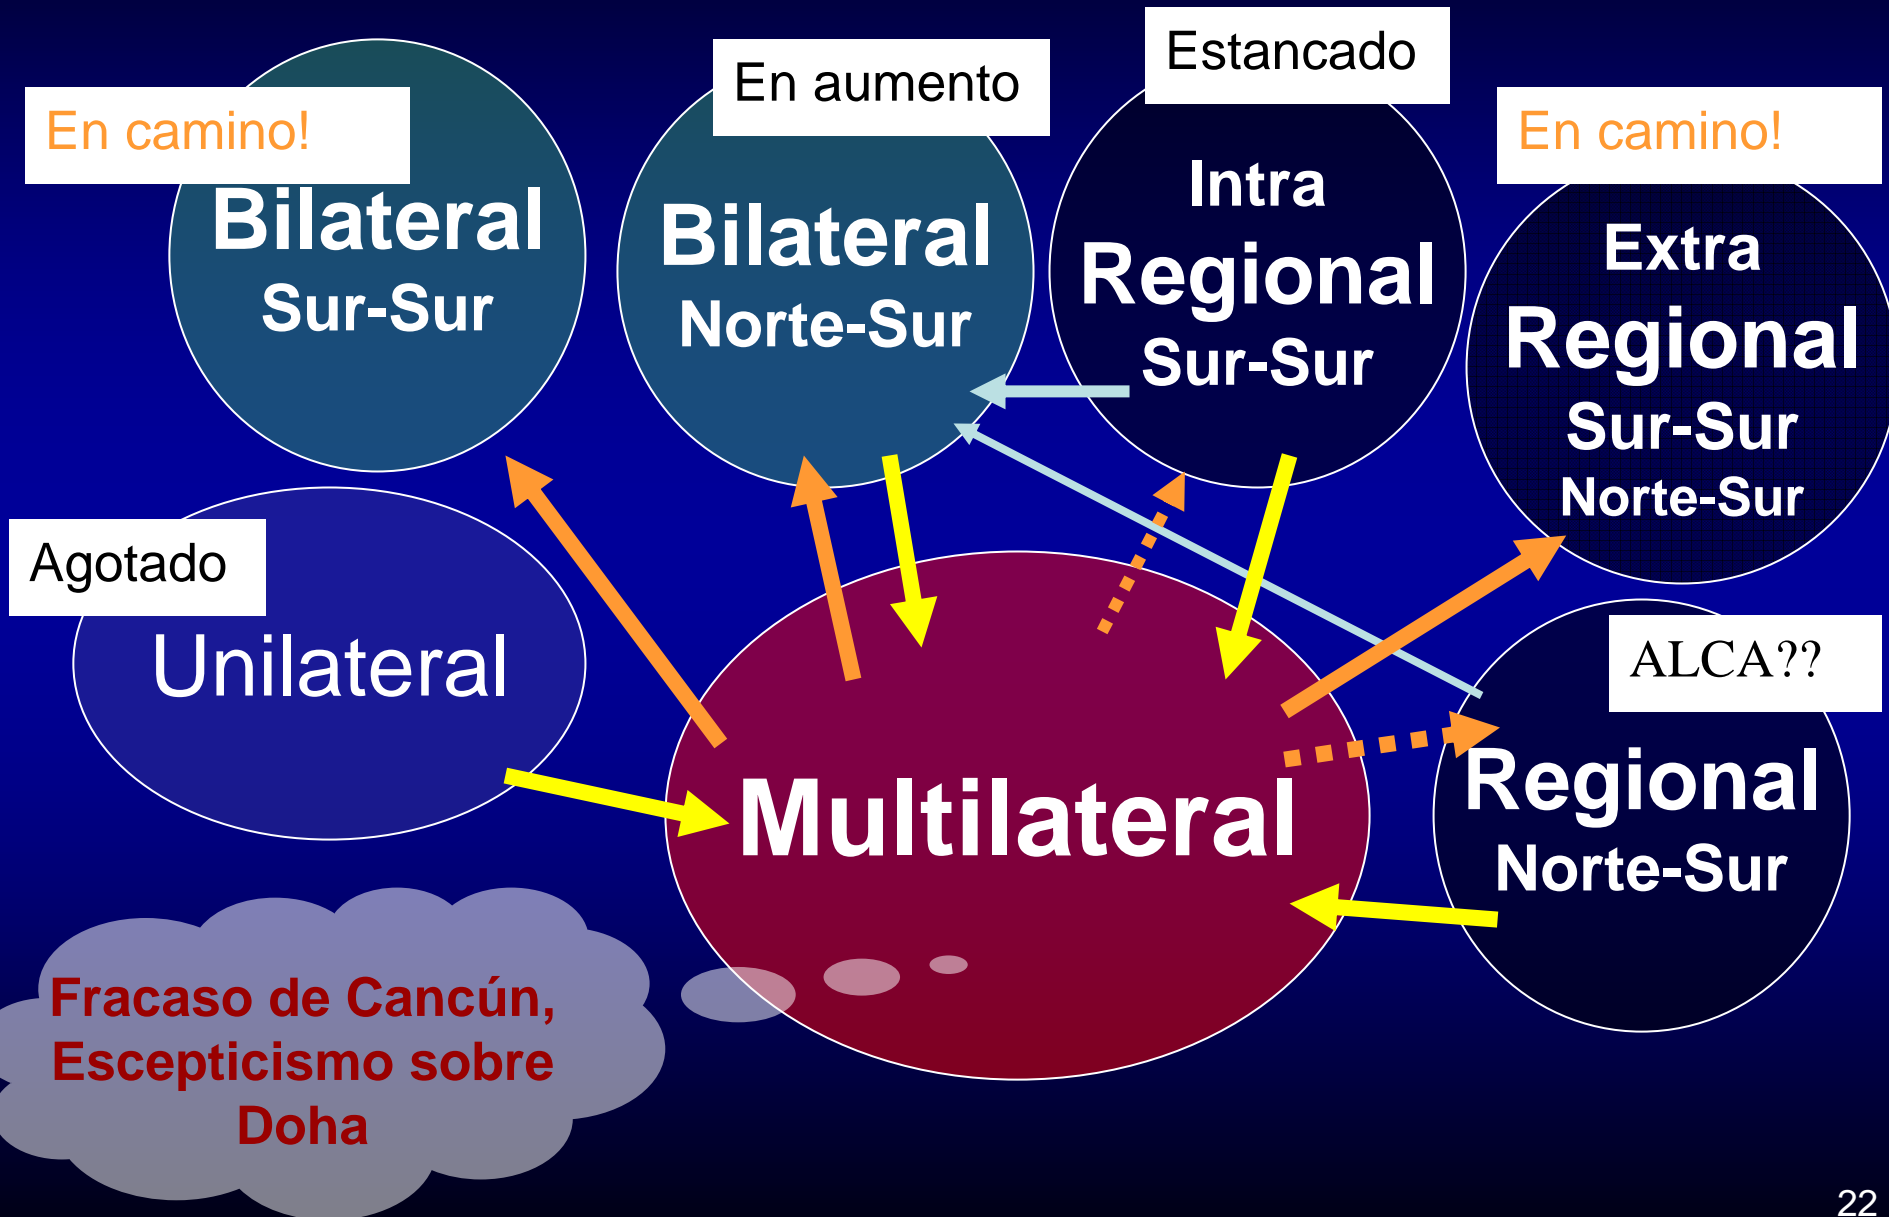 En camino!
Bilateral
Sur-Sur
En aumento
Bilateral
Norte-Sur
Estancado
Intra
Regional
Sur-Sur
En camino!
Extra
Regional
Sur-Sur
Norte-Sur
Agotado
Unilateral
Multilateral
ALCA??
Regional
Norte-Sur
Fracaso de Cancún,
Escepticismo sobre
Doha
22